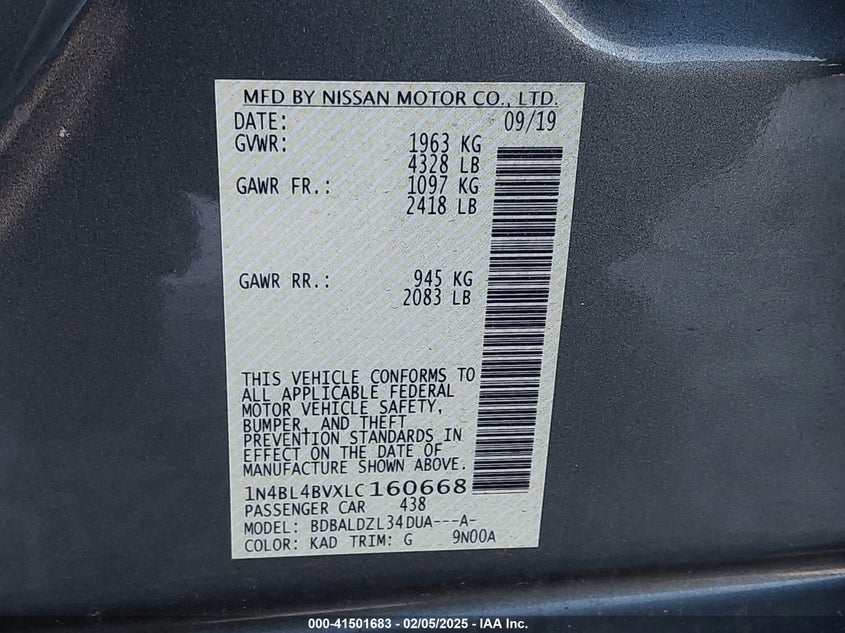 MFD BY NISSAN MOTOR CO., LTD.
DATE: 09/19
GVWR: 1963 KG
4328 LB
GAWR FR.: 1097 KG
2418 LB
GAWR RR.: 945 KG
2083 LB
THIS VEHICLE CONFORMS TO
ALL APPLICABLE FEDERAL
MOTOR VEHICLE SAFETY,
BUMPER, AND THEFT
PREVENTION STANDARDS IN
EFFECT ON THE DATE OF
MANUFACTURE SHOWN ABOVE.
1N4BL4BVXLC160668
PASSENGER CAR 438
MODEL: BDBALDZL34DUA---A-
COLOR: KAD TRIM: G 9N00A
000-41501683 - 02/05/2025 - IAA Inc.